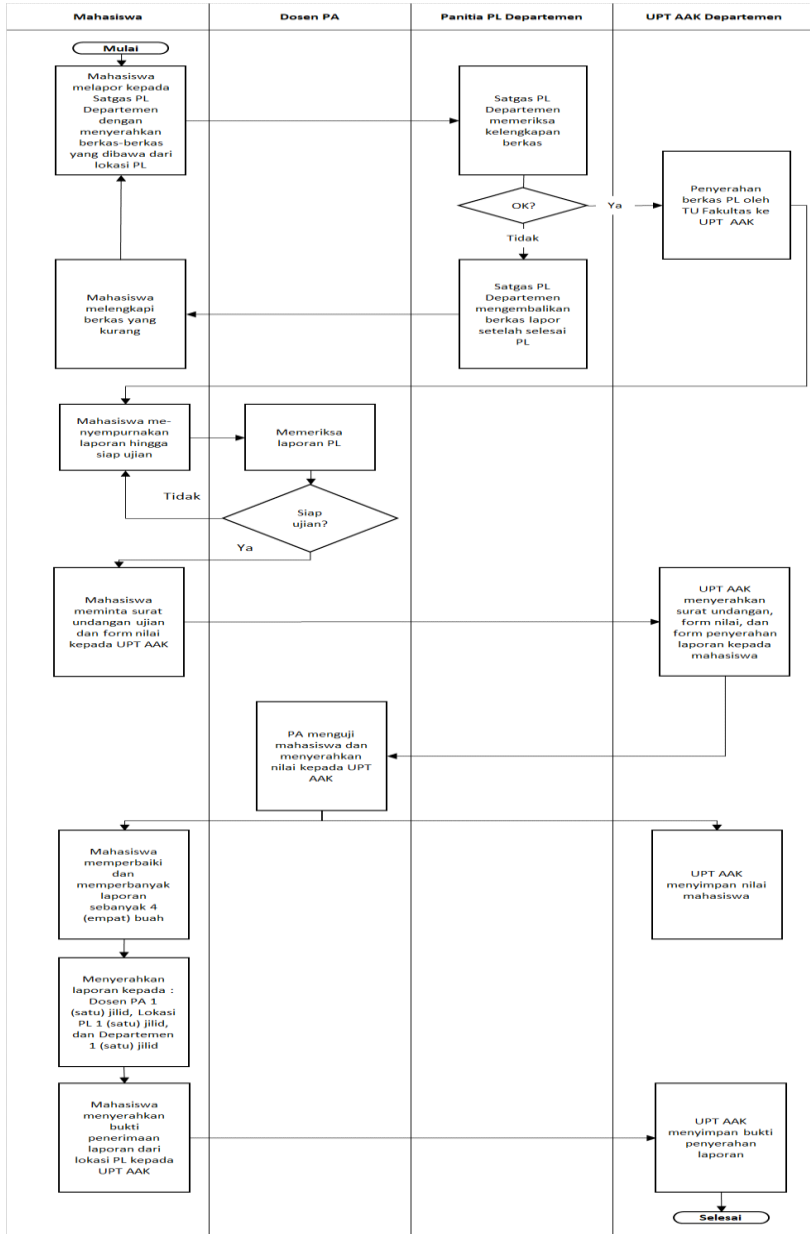 Mahasiswa
Dosen PA
Panitia PL Departemen
UPT AAK Departemen
Mulai
Mahasiswa
melapor kepada
Satgas PL
Departemen
dengan
menyerahkan
berkas-berkas
yang dibawa dari
lokasi PL
Satgas PL
Departemen
memeriksa
kelengkapan
berkas
OK?
Ya
Tidak
Penyerahan
berkas PL oleh
TU Fakultas ke
UPT AAK
Satgas PL
Departemen
mengembalikan
berkas lapor
setelah selesai
PL
Mahasiswa
melengkapi
berkas yang
kurang
Mahasiswa me-
nyempurnakan
laporan hingga
siap ujian
Memeriksa
laporan PL
Siap
ujian?
Tidak
Ya
Mahasiswa
meminta surat
undangan ujian
dan form nilai
kepada UPT AAK
UPT AAK
menyerahkan
surat undangan,
form nilai, dan
form penyerahan
laporan kepada
mahasiswa
PA menguji
mahasiswa dan
menyerahkan
nilai kepada UPT
AAK
Mahasiswa
memperbaiki
dan
memperbanyak
laporan
sebanyak 4
(empat) buah
UPT AAK
menyimpan nilai
mahasiswa
Menyerahkan
laporan kepada :
Dosen PA 1
(satu) jilid, Lokasi
PL 1 (satu) jilid,
dan Departemen
1 (satu) jilid
Mahasiswa
menyerahkan
bukti
penerimaan
laporan dari
lokasi PL kepada
UPT AAK
UPT AAK
menyimpan bukti
penyerahan
laporan
Selesai